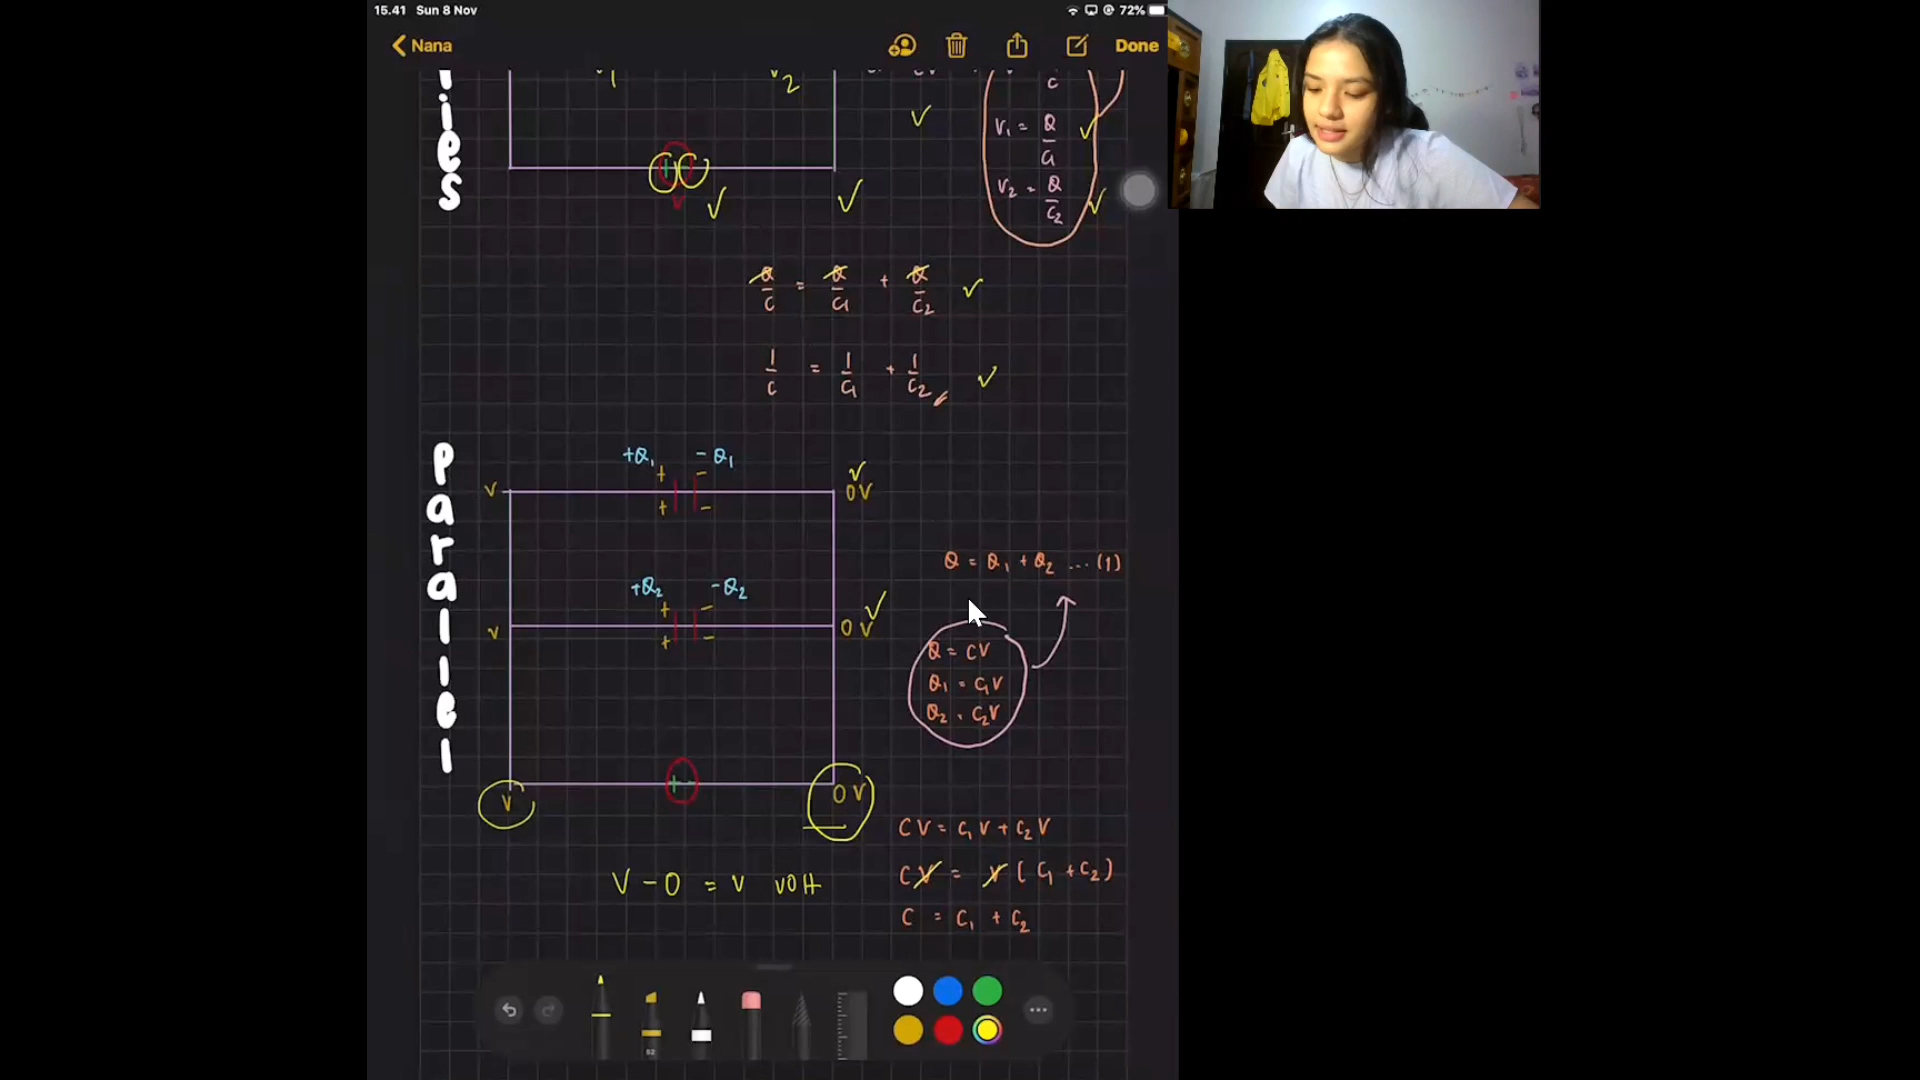 15.41 Sun 8 Nov
72%
Nana
Done
ies
V₂
c
V₁ = Q/C₁
V₂ = Q/C₂
Q/C = Q/C₁ + Q/C₂
1/C = 1/C₁ + 1/C₂
Parallel
+Q₁ -Q₁
+ -
V 0V
+ -
+Q₂ -Q₂
+ -
V 0V
+ -
Q = Q₁ + Q₂ ... (1)
Q = CV
Q₁ = C₁V
Q₂ = C₂V
+ -
V 0V
CV = C₁V + C₂V
CV = V (C₁ + C₂)
C = C₁ + C₂
V - 0 = V volt
52